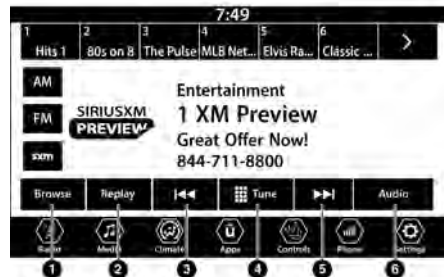 7:49
1 2 3 4 5 6
Hits 1 80s on 8 The Pulse MLB Net... Elvis Ra... Classic ... >
AM
FM
sxm
SIRIUSXM
PREVIEW
Entertainment
1 XM Preview
Great Offer Now!
844-711-8800
Browse Replay Tune Audio
Radio Media Climate Apps Controls Phone Settings
1 2 3 4 5 6